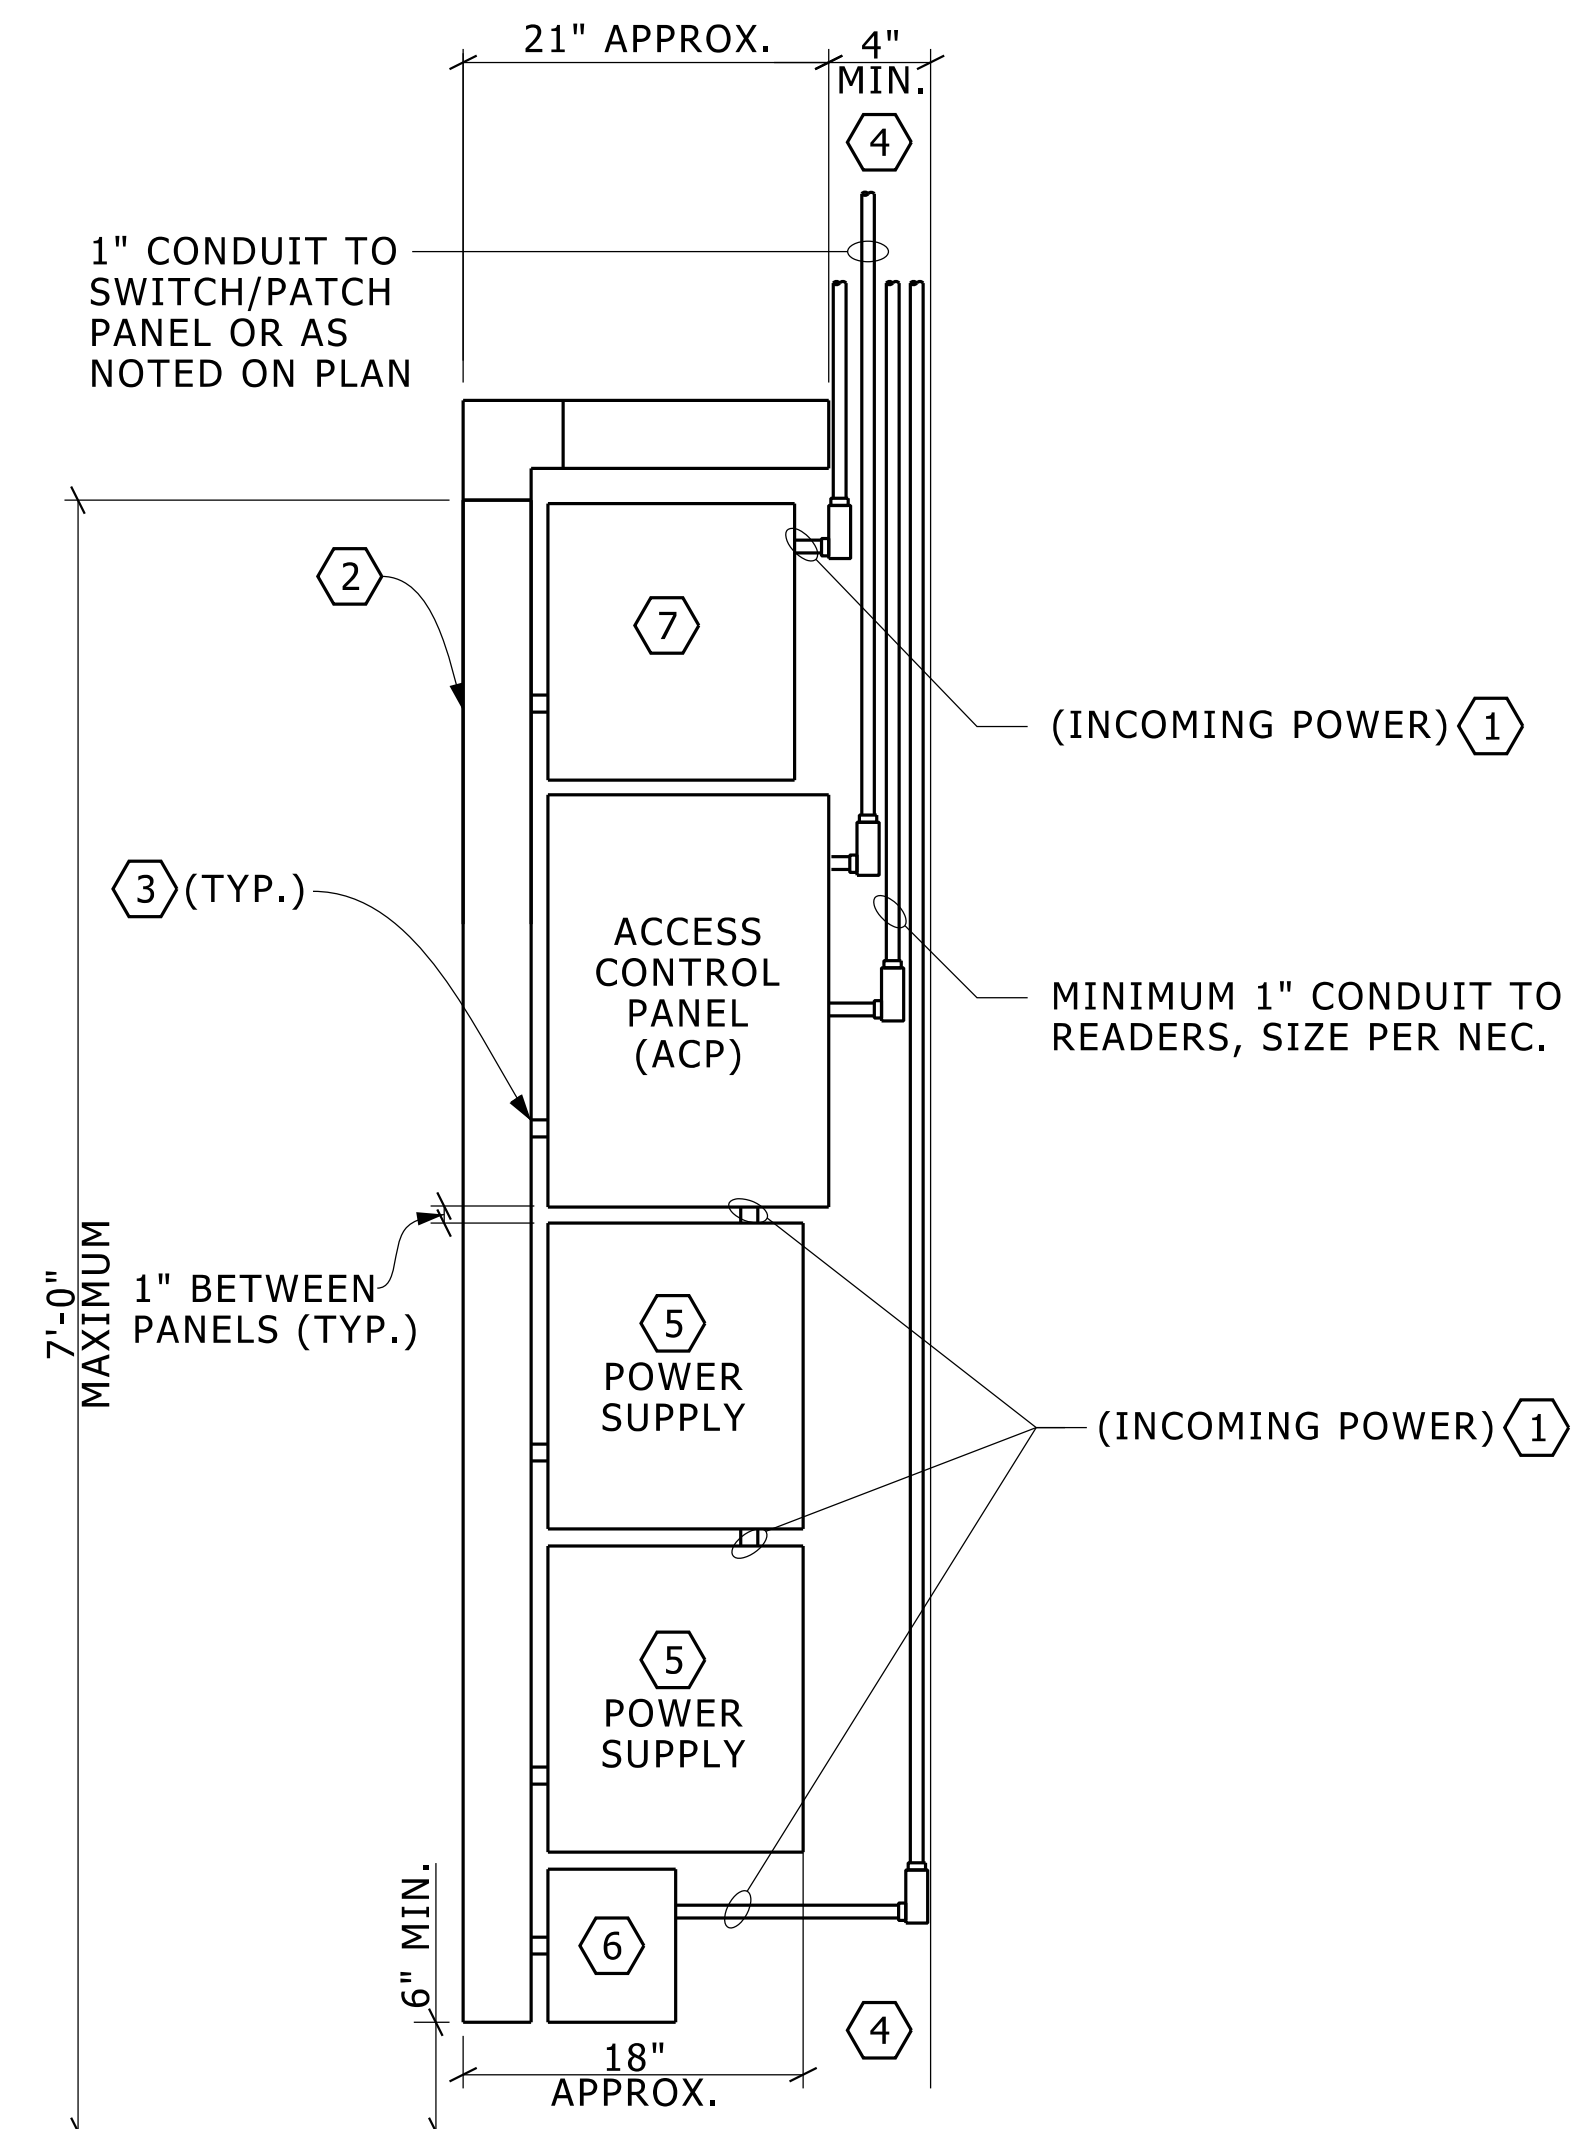 21" APPROX.
4"
MIN.
4
1" CONDUIT TO
SWITCH/PATCH
PANEL OR AS
NOTED ON PLAN
2
7
(INCOMING POWER) 1
3 (TYP.)
ACCESS
CONTROL
PANEL
(ACP)
MINIMUM 1" CONDUIT TO
READERS, SIZE PER NEC.
7'-0"
MAXIMUM
1" BETWEEN
PANELS (TYP.)
5
POWER
SUPPLY
(INCOMING POWER) 1
5
POWER
SUPPLY
6" MIN.
6
4
18"
APPROX.